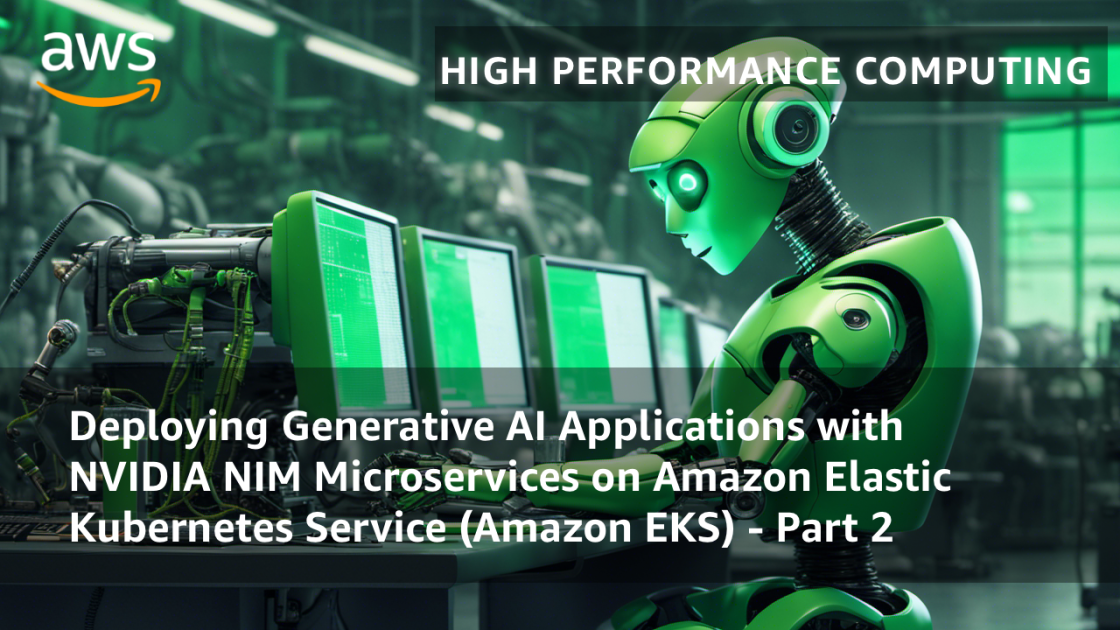 aws
HIGH PERFORMANCE COMPUTING
Deploying Generative AI Applications with
NVIDIA NIM Microservices on Amazon Elastic
Kubernetes Service (Amazon EKS) - Part 2